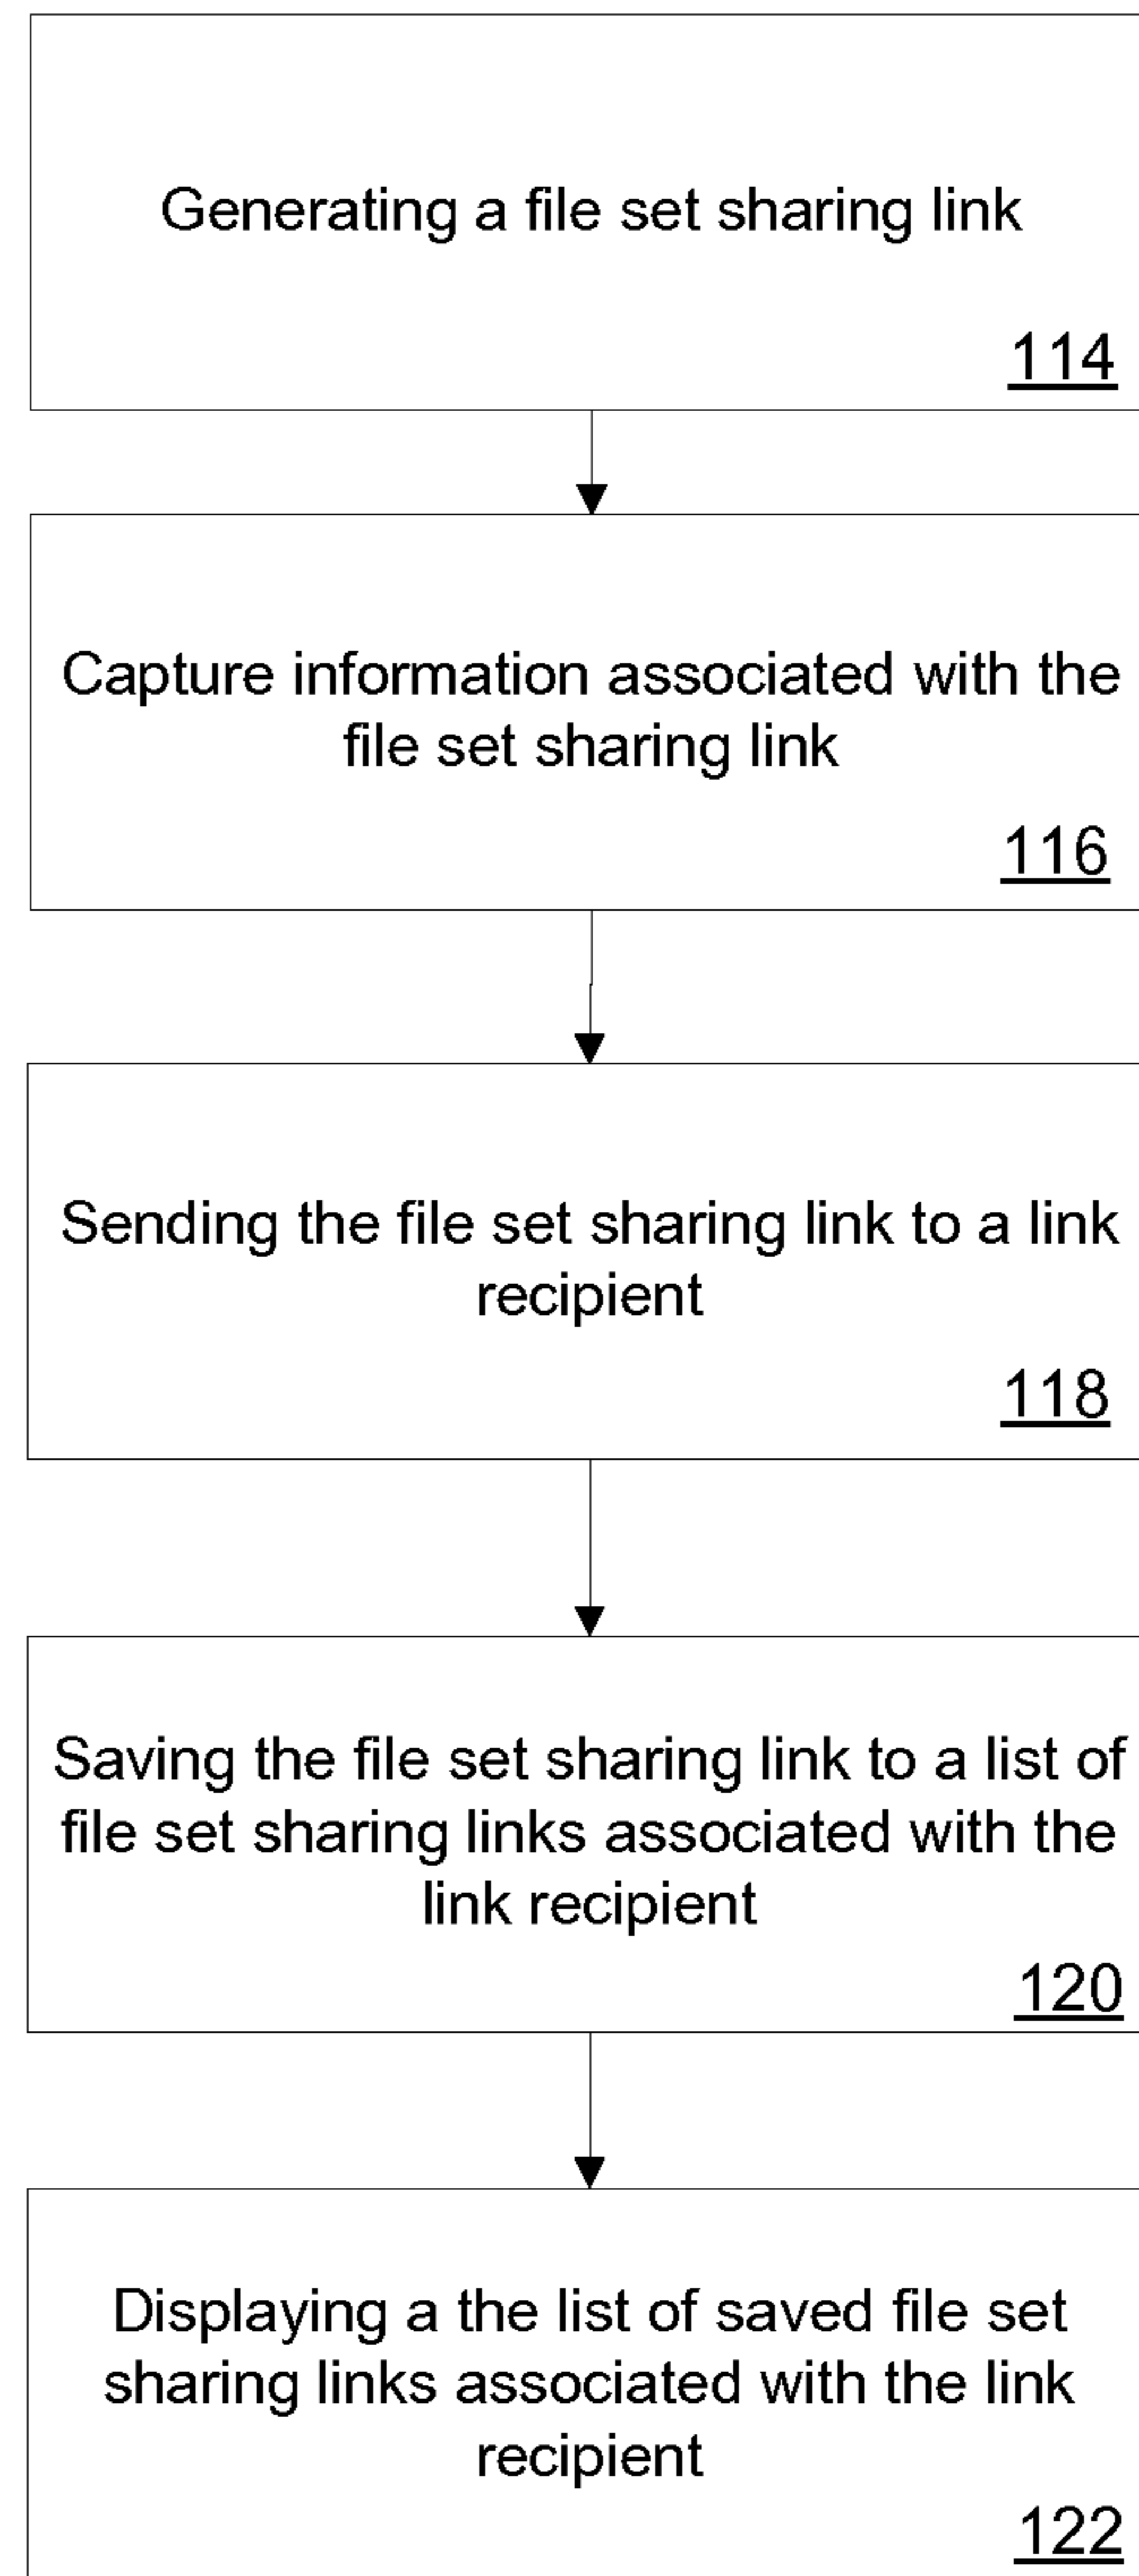 Generating a file set sharing link
114
Capture information associated with the
file set sharing link
116
Sending the file set sharing link to a link
recipient
118
Saving the file set sharing link to a list of
file set sharing links associated with the
link recipient
120
Displaying a the list of saved file set
sharing links associated with the link
recipient
122